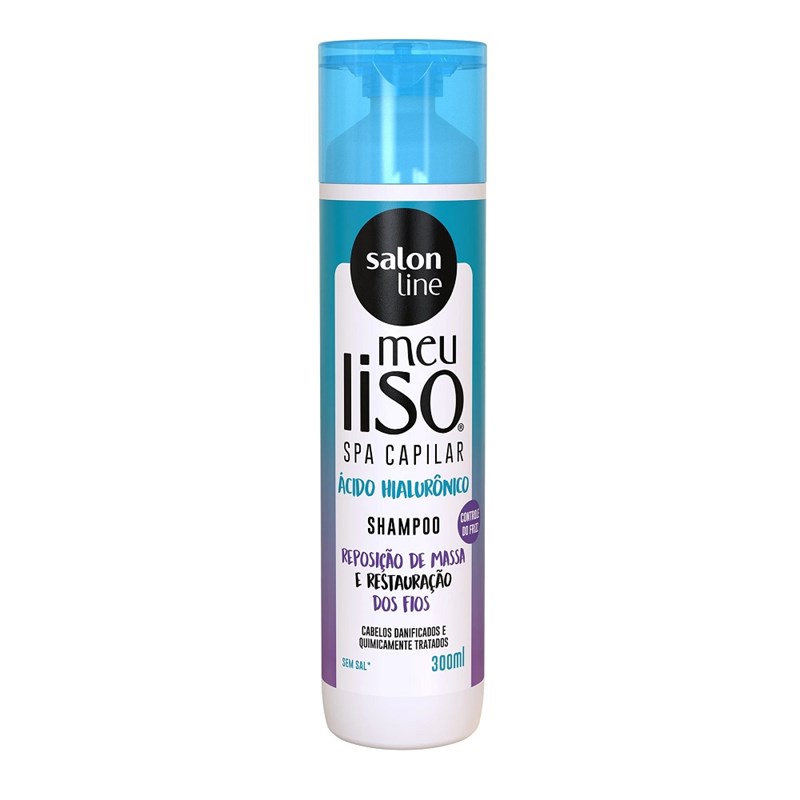 salon
line
meu
liso®
SPA CAPILAR
ÁCIDO HIALURÔNICO
SHAMPOO
CONTROLE
DO FRIZZ
REPOSIÇÃO DE MASSA
E RESTAURAÇÃO
DOS FIOS
CABELOS DANIFICADOS E
QUIMICAMENTE TRATADOS
SEM SAL*
300ml